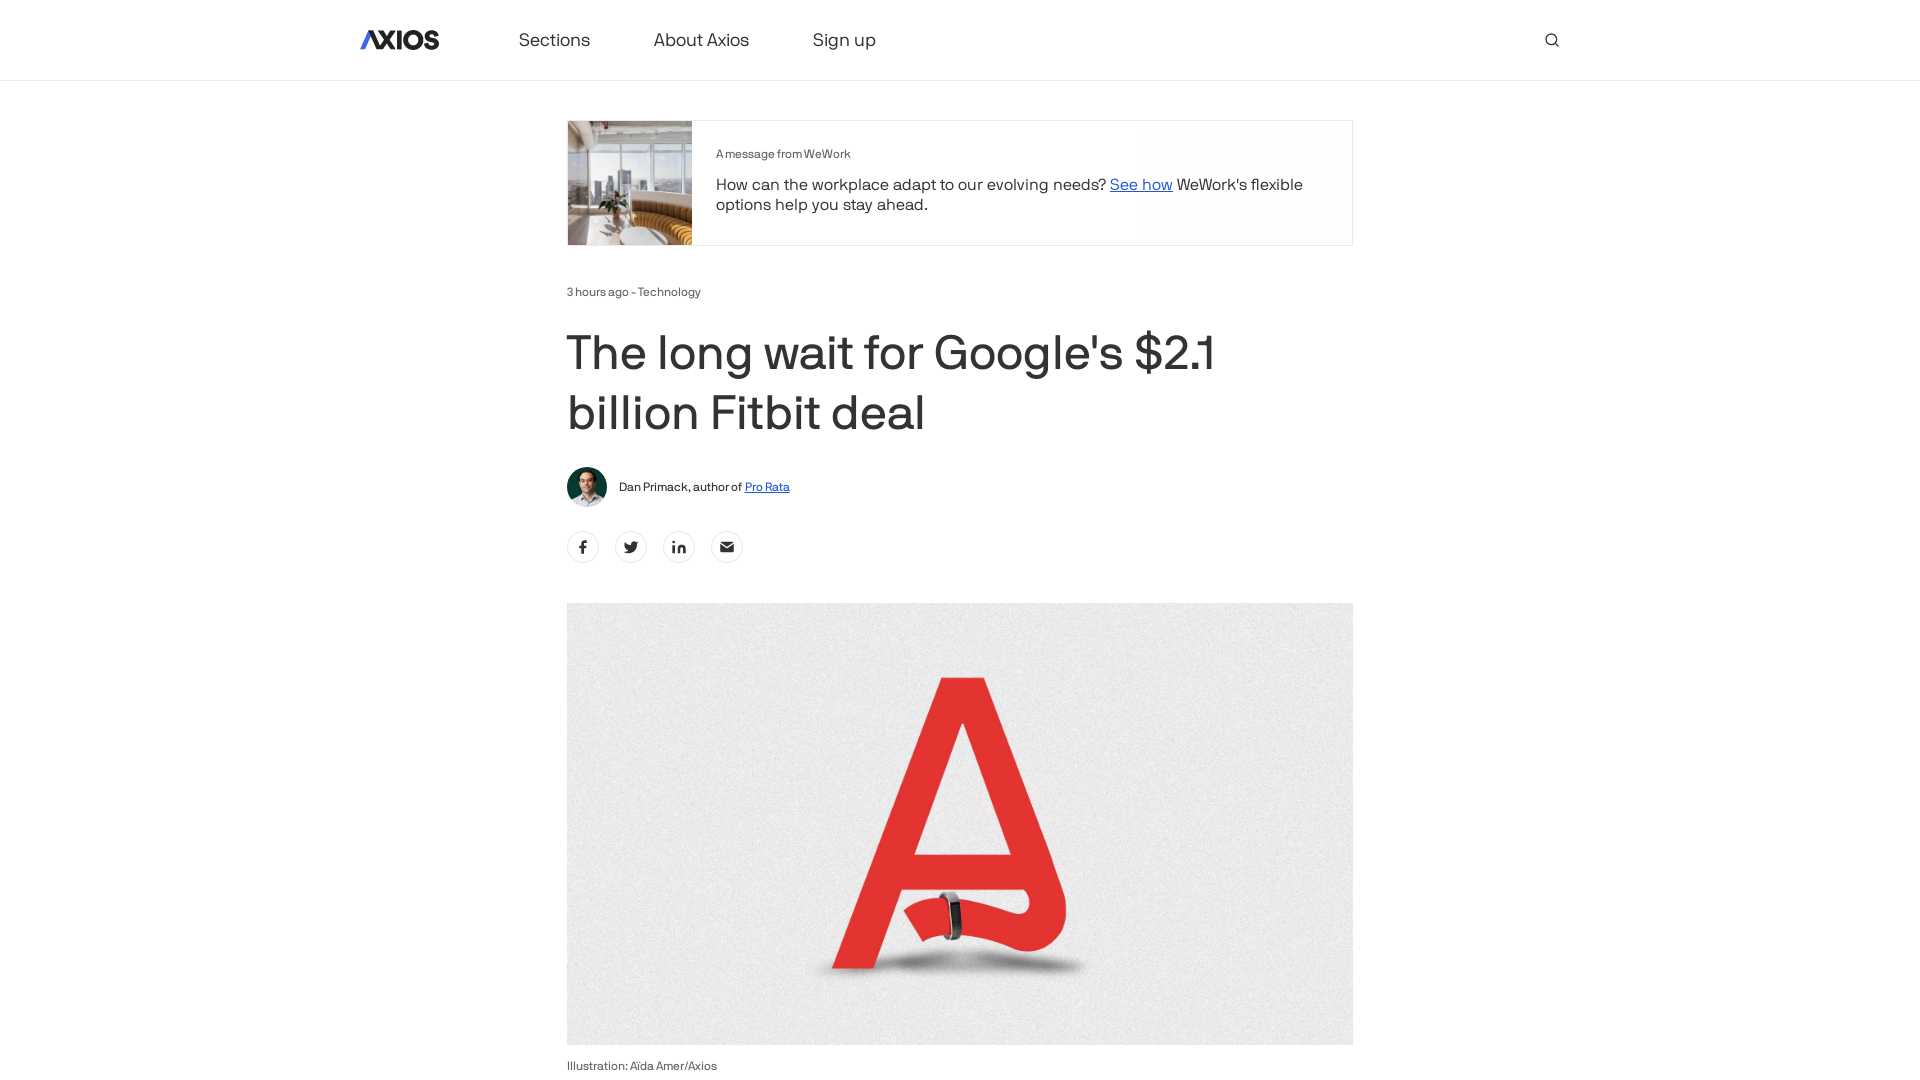 AXIOS
Sections
About Axios
Sign up
A message from WeWork
How can the workplace adapt to our evolving needs? See how WeWork's flexible
options help you stay ahead.
3 hours ago - Technology
The long wait for Google's $2.1
billion Fitbit deal
Dan Primack, author of Pro Rata
A
Illustration: Aïda Amer/Axios